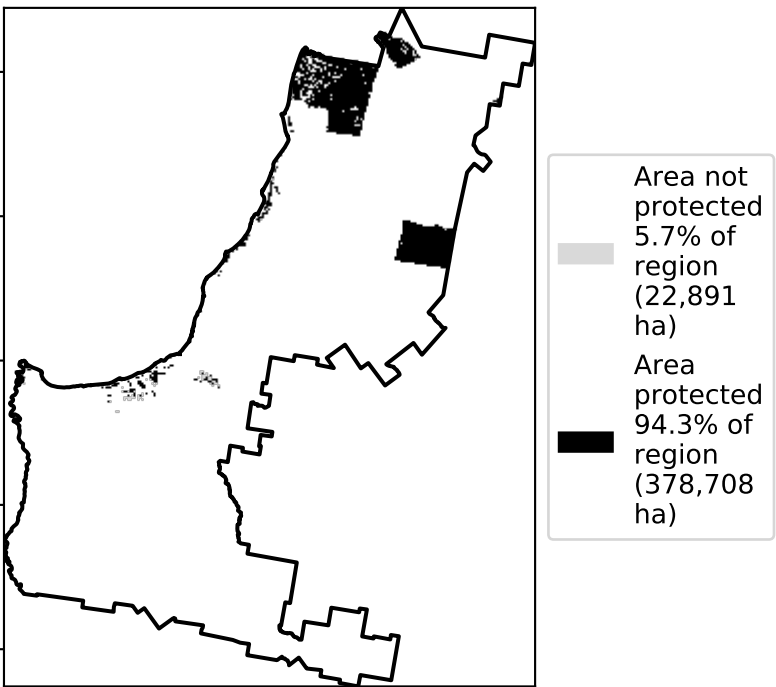 Area not
protected
5.7% of
region
(22,891
ha)
Area
protected
94.3% of
region
(378,708
ha)